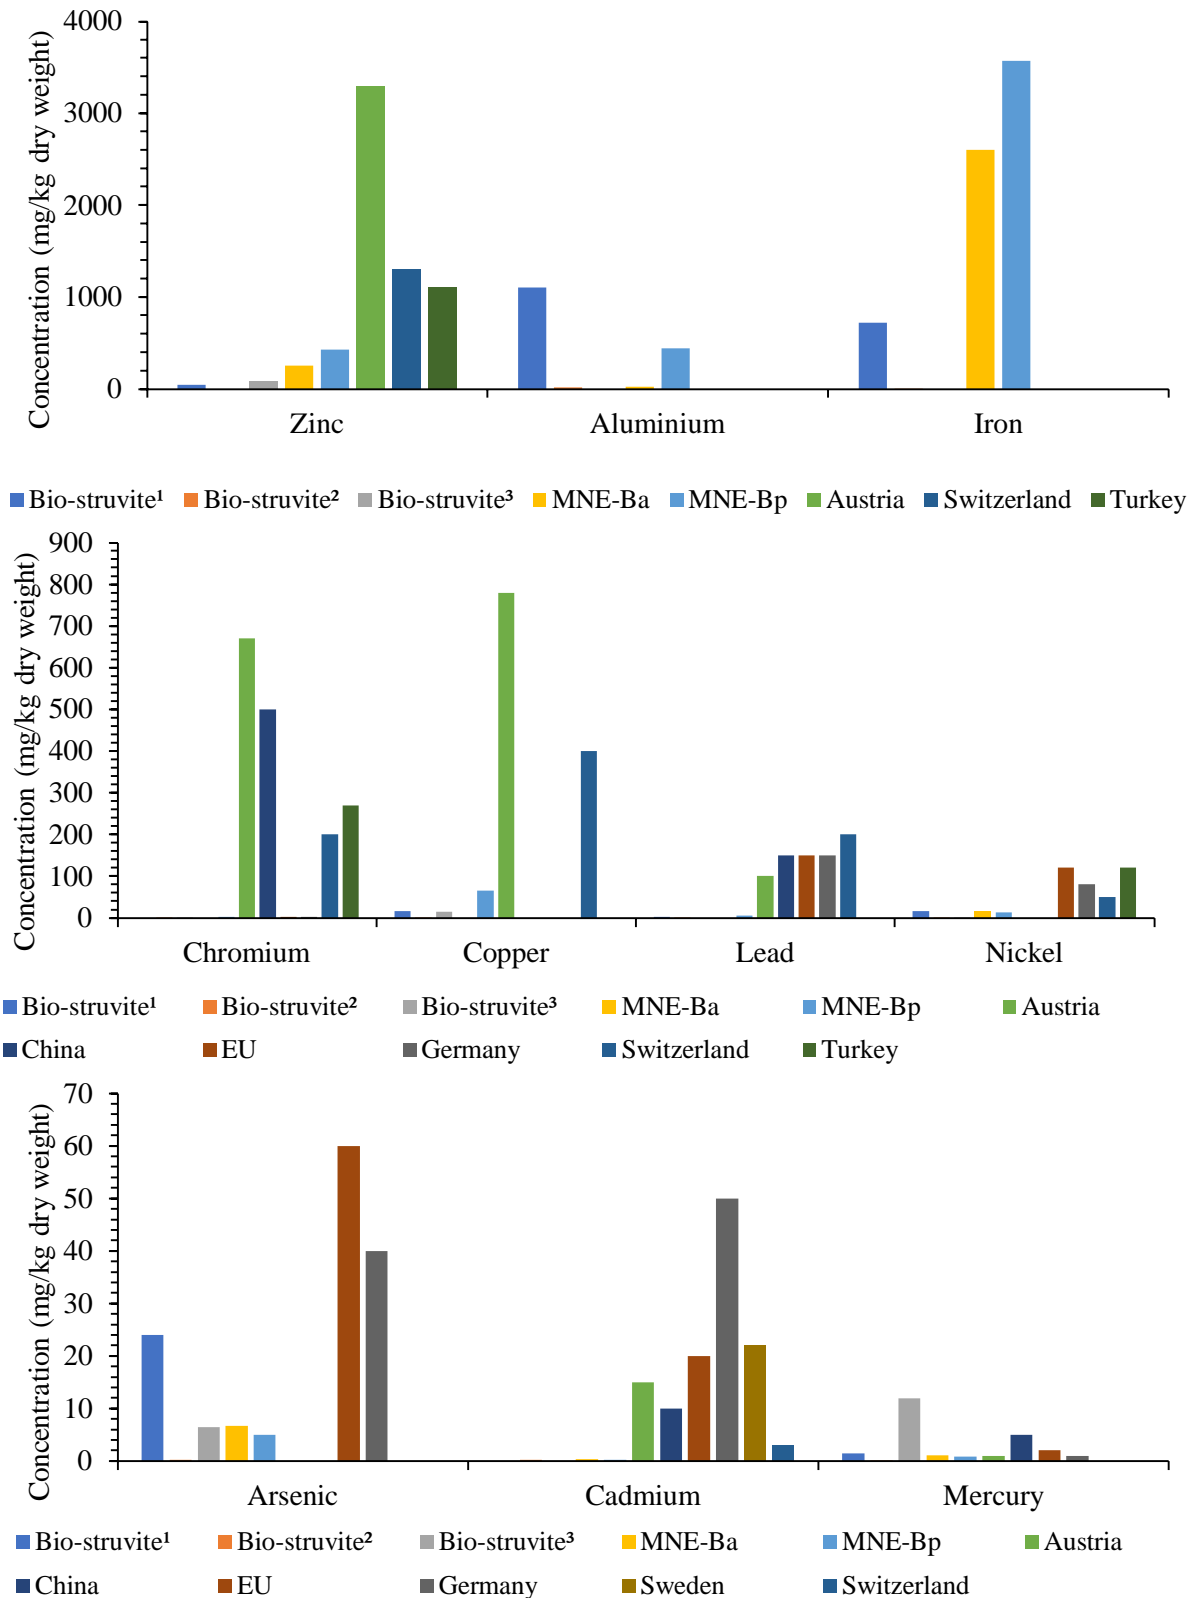 Concentration (mg/kg dry weight)
4000
3000
2000
1000
0
Zinc Aluminium Iron
Bio-struvite¹ Bio-struvite² Bio-struvite³ MNE-Ba MNE-Bp Austria Switzerland Turkey
Concentration (mg/kg dry weight)
900
800
700
600
500
400
300
200
100
0
Chromium Copper Lead Nickel
Bio-struvite¹ Bio-struvite² Bio-struvite³ MNE-Ba MNE-Bp Austria
China EU Germany Switzerland Turkey
Concentration (mg/kg dry weight)
70
60
50
40
30
20
10
0
Arsenic Cadmium Mercury
Bio-struvite¹ Bio-struvite² Bio-struvite³ MNE-Ba MNE-Bp Austria
China EU Germany Sweden Switzerland